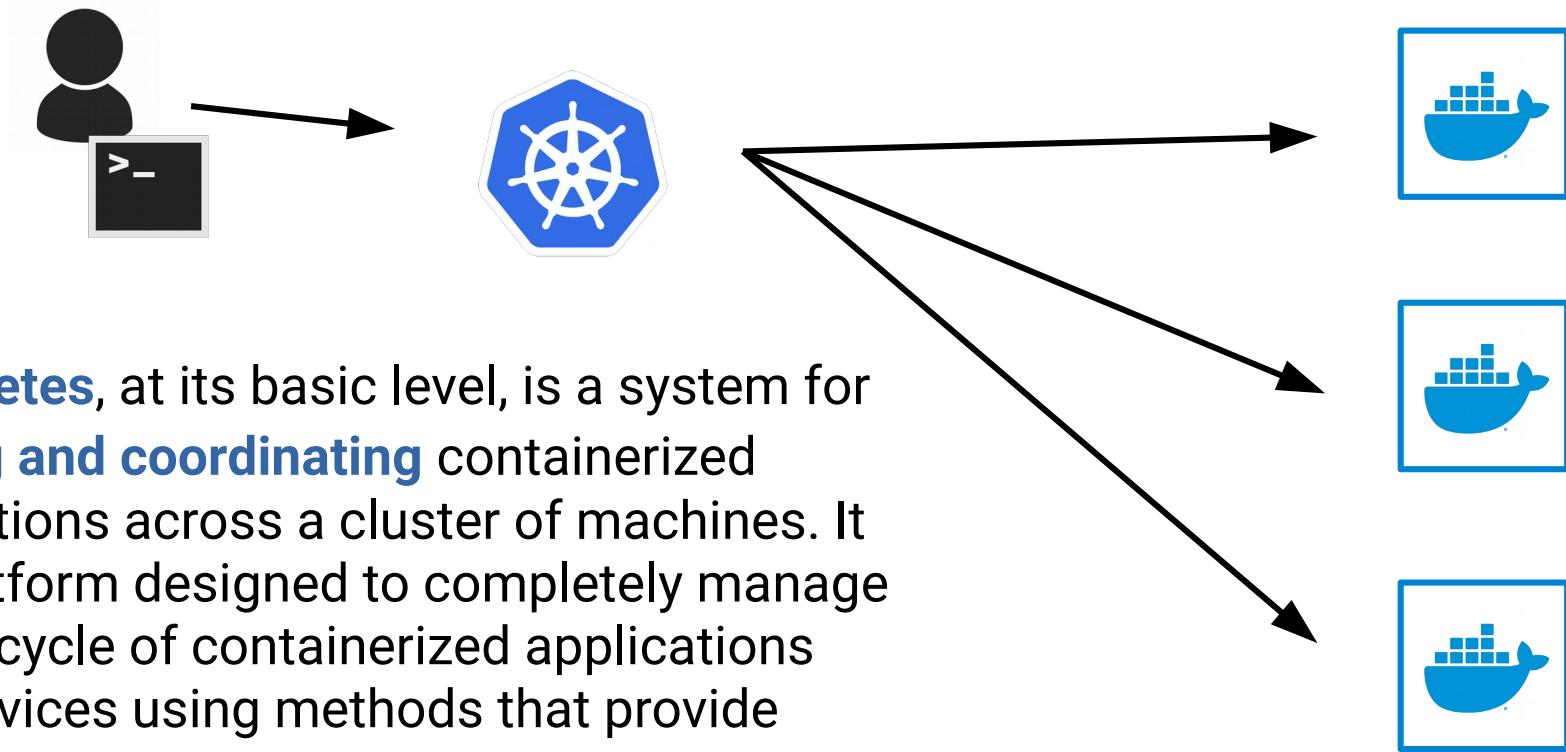 >_
etes, at its basic level, is a system for
g and coordinating containerized
tions across a cluster of machines. It
tform designed to completely manage
cycle of containerized applications
vices using methods that provide